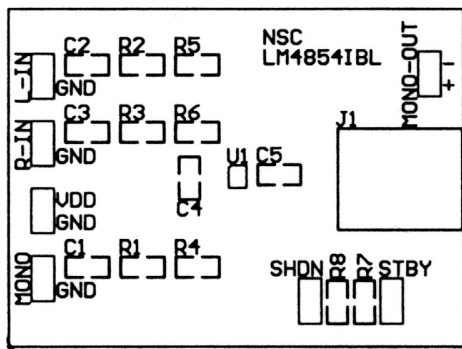 C2 R2 R5
NSC
LM4854IBL
L-IN
GND
MONO-OUT
-
+
C3 R3 R6
R-IN
GND
J1
U1 C5
VDD
GND
C4
C1 R1 R4
MONO
GND
SHDN R8 R7 STBY